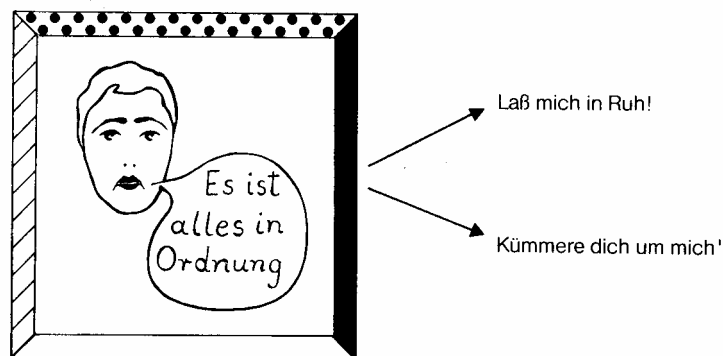 Laß mich in Ruh!
Es ist
alles in
Ordnung
Kümmere dich um mich'